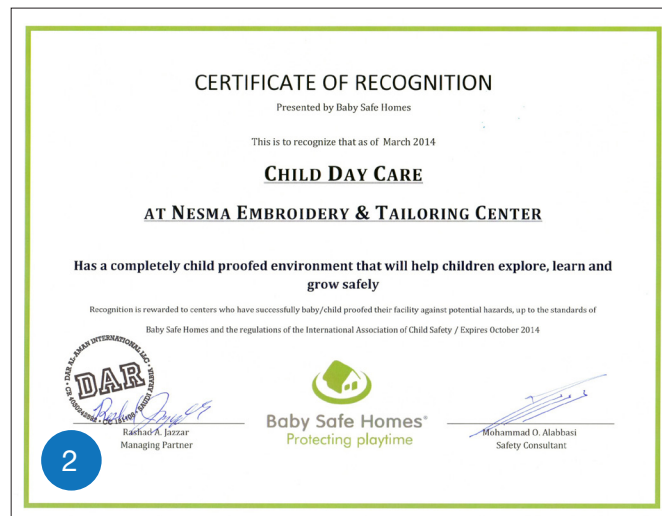 CERTIFICATE OF RECOGNITION
Presented by Baby Safe Homes
This is to recognize that as of March 2014
CHILD DAY CARE
AT NESMA EMBROIDERY & TAILORING CENTER
Has a completely child proofed environment that will help children explore, learn and
grow safely
Recognition is rewarded to centers who have successfully baby/child proofed their facility against potential hazards, up to the standards of
Baby Safe Homes and the regulations of the International Association of Child Safety / Expires October 2014
DAR AL-AMAN INTERNATIONAL LLC
DAR
SAUDI ARABIA
Baby Safe Homes®
Protecting playtime
Rashad A. Jazzar
Managing Partner
Mohammad O. Alabbasi
Safety Consultant
2